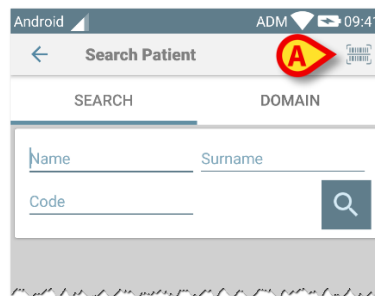 Android ADM 09:41
Search Patient A
SEARCH DOMAIN
Name Surname
Code